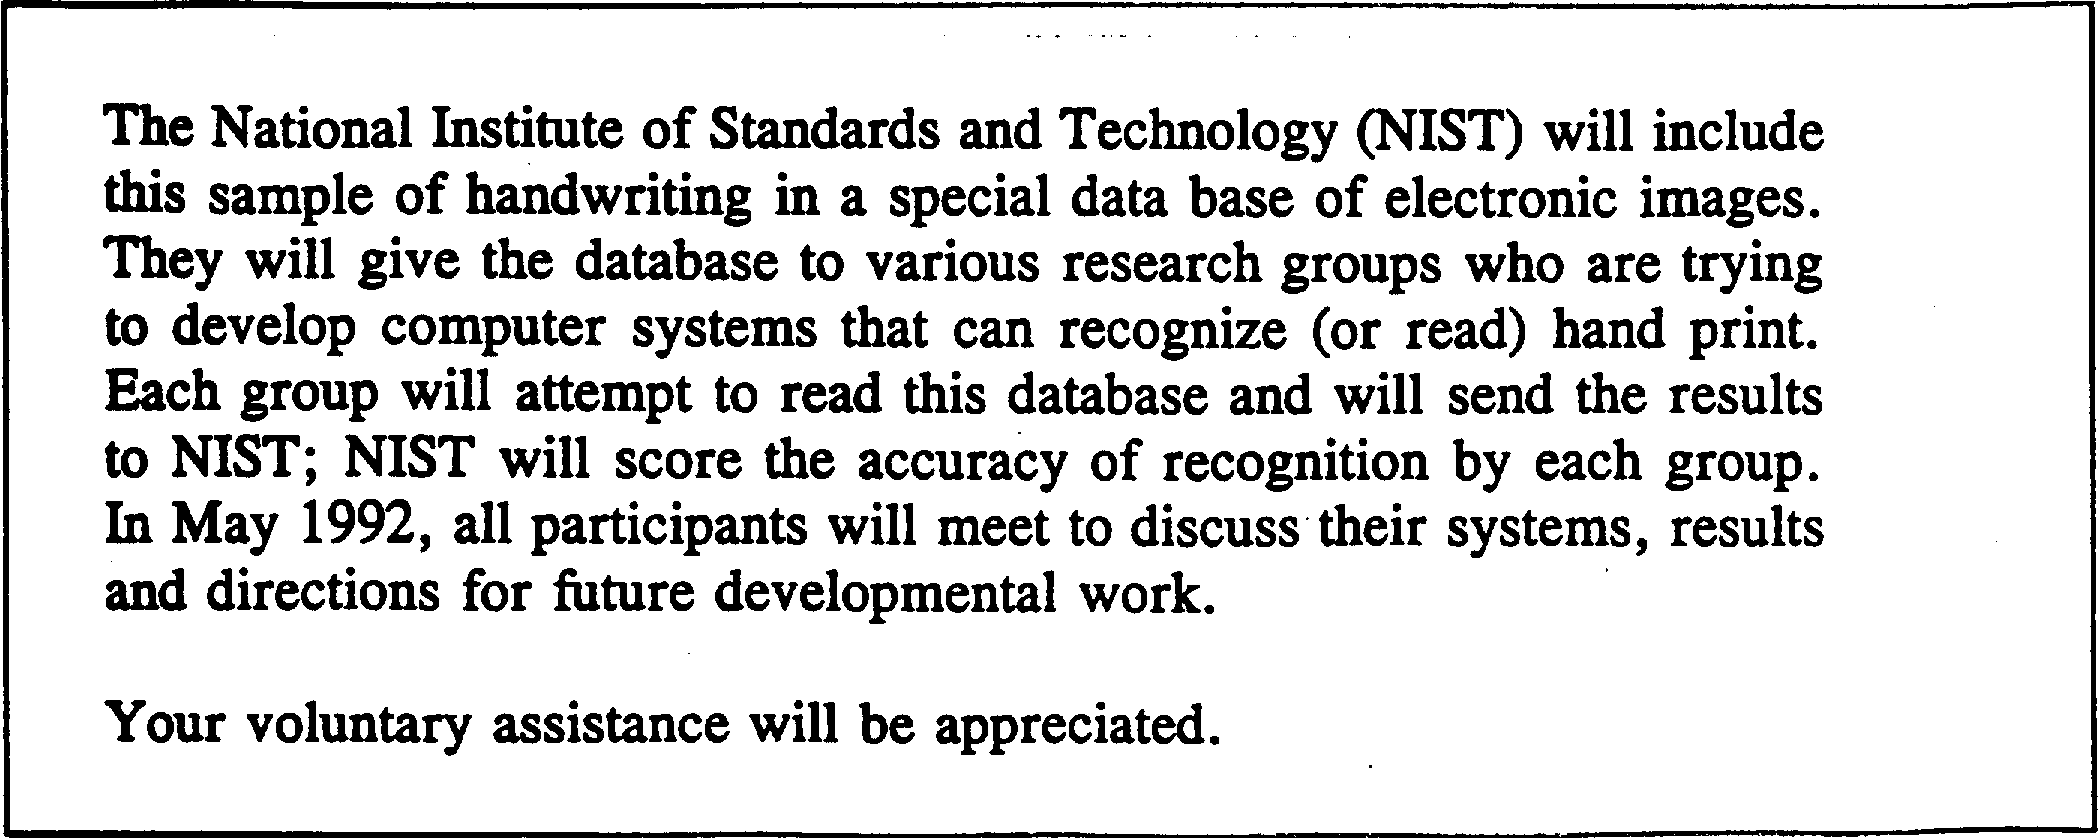 The National Institute of Standards and Technology (NIST) will include
this sample of handwriting in a special data base of electronic images.
They will give the database to various research groups who are trying
to develop computer systems that can recognize (or read) hand print.
Each group will attempt to read this database and will send the results
to NIST; NIST will score the accuracy of recognition by each group.
In May 1992, all participants will meet to discuss their systems, results
and directions for future developmental work.
Your voluntary assistance will be appreciated.